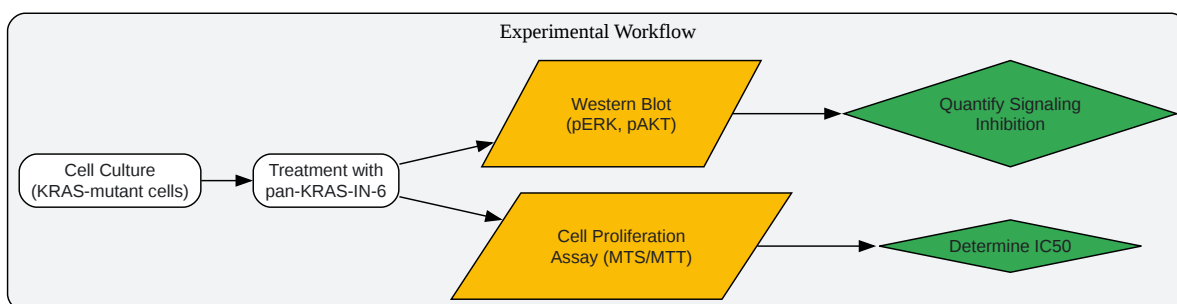 Experimental Workflow
Western Blot
(pERK, pAKT)
Quantify Signaling
Inhibition
Cell Culture
(KRAS-mutant cells)
Treatment with
pan-KRAS-IN-6
Cell Proliferation
Assay (MTS/MTT)
Determine IC50